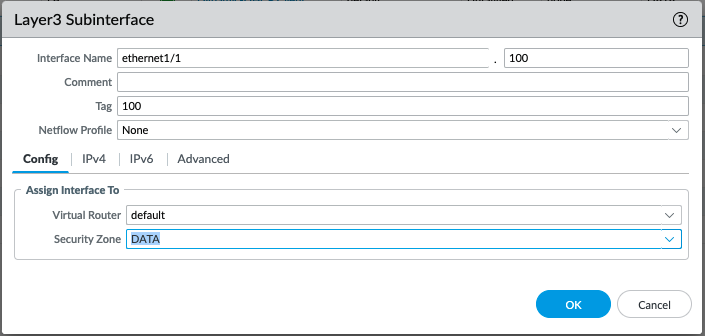 Layer3 Subinterface
?
Interface Name ethernet1/1 . 100
Comment
Tag 100
Netflow Profile None
Config IPv4 IPv6 Advanced
Assign Interface To
Virtual Router default
Security Zone DATA
OK Cancel